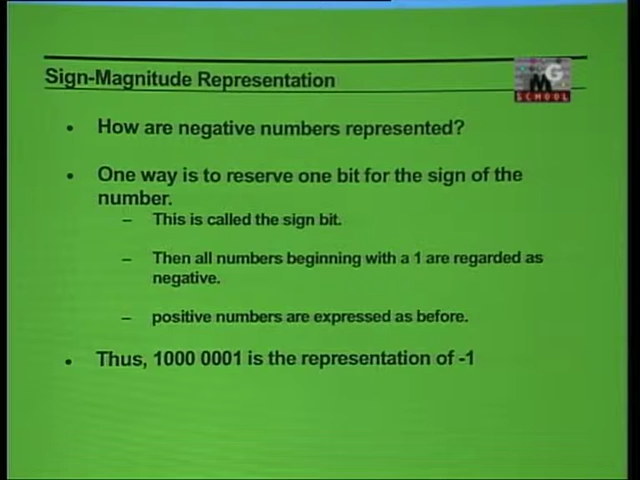 Sign-Magnitude Representation
G
M
SCHOOL
• How are negative numbers represented?
• One way is to reserve one bit for the sign of the
number.
– This is called the sign bit.
– Then all numbers beginning with a 1 are regarded as
negative.
– positive numbers are expressed as before.
• Thus, 1000 0001 is the representation of -1